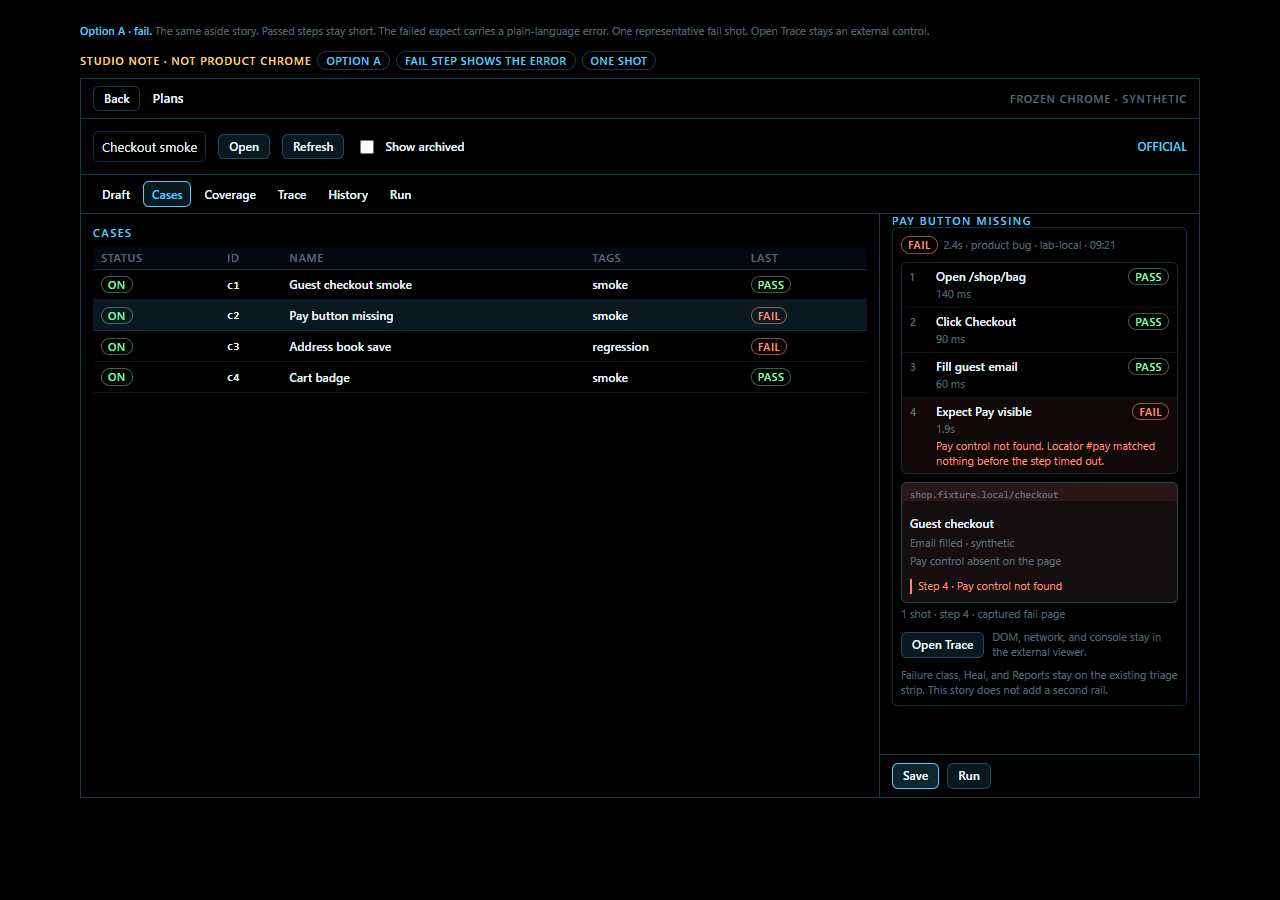 Option A · fail. The same aside story. Passed steps stay short. The failed expect carries a plain-language error. One representative fail shot. Open Trace stays an external control.
STUDIO NOTE · NOT PRODUCT CHROME OPTION A FAIL STEP SHOWS THE ERROR ONE SHOT
Back Plans FROZEN CHROME · SYNTHETIC
Checkout smoke Open Refresh Show archived OFFICIAL
Draft Cases Coverage Trace History Run
CASES
STATUS ID NAME TAGS LAST
ON c1 Guest checkout smoke smoke PASS
ON c2 Pay button missing smoke FAIL
ON c3 Address book save regression FAIL
ON c4 Cart badge smoke PASS
PAY BUTTON MISSING
FAIL 2.4s · product bug · lab-local · 09:21
1 Open /shop/bag PASS
140 ms
2 Click Checkout PASS
90 ms
3 Fill guest email PASS
60 ms
4 Expect Pay visible FAIL
1.9s
Pay control not found. Locator #pay matched
nothing before the step timed out.
shop.fixture.local/checkout
Guest checkout
Email filled · synthetic
Pay control absent on the page
Step 4 · Pay control not found
1 shot · step 4 · captured fail page
Open Trace DOM, network, and console stay in
the external viewer.
Failure class, Heal, and Reports stay on the existing triage
strip. This story does not add a second rail.
Save Run